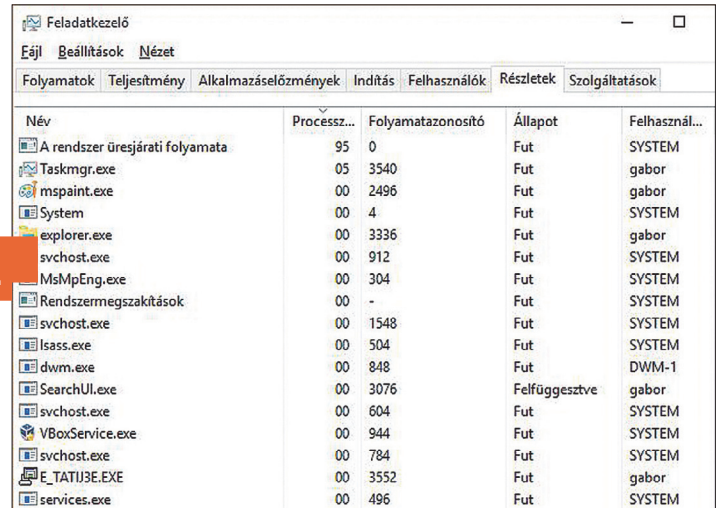 Feladatkezelő
Fájl Beállítások Nézet
Folyamatok Teljesítmény Alkalmazáselőzmények Indítás Felhasználók Részletek Szolgáltatások
Név Processz... Folyamatazonosító Állapot Felhasznál...
A rendszer üresjárati folyamata 95 0 Fut SYSTEM
Taskmgr.exe 05 3540 Fut gabor
mspaint.exe 00 2496 Fut gabor
System 00 4 Fut SYSTEM
explorer.exe 00 3336 Fut gabor
svchost.exe 00 912 Fut SYSTEM
MsMpEng.exe 00 304 Fut SYSTEM
Rendszermegszakítások 00 - Fut SYSTEM
svchost.exe 00 1548 Fut SYSTEM
lsass.exe 00 504 Fut SYSTEM
dwm.exe 00 848 Fut DWM-1
SearchUI.exe 00 3076 Felfüggesztve gabor
svchost.exe 00 604 Fut SYSTEM
VBoxService.exe 00 944 Fut SYSTEM
svchost.exe 00 784 Fut SYSTEM
E_TATIJ3E.EXE 00 3552 Fut gabor
services.exe 00 496 Fut SYSTEM